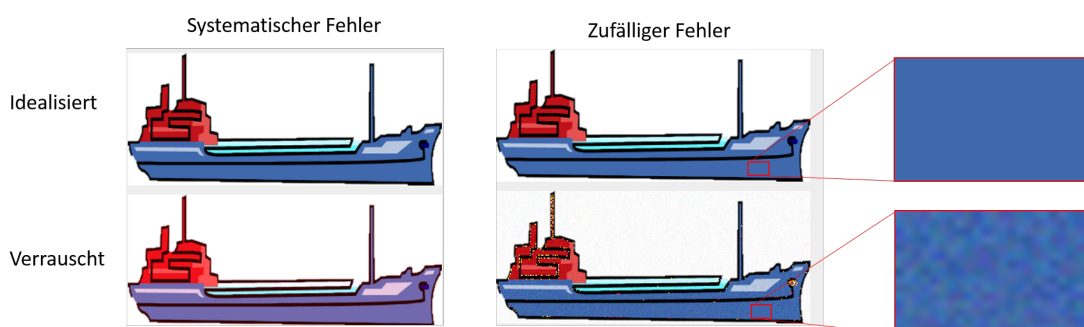 Systematischer Fehler
Zufälliger Fehler
Idealisiert
Verrauscht